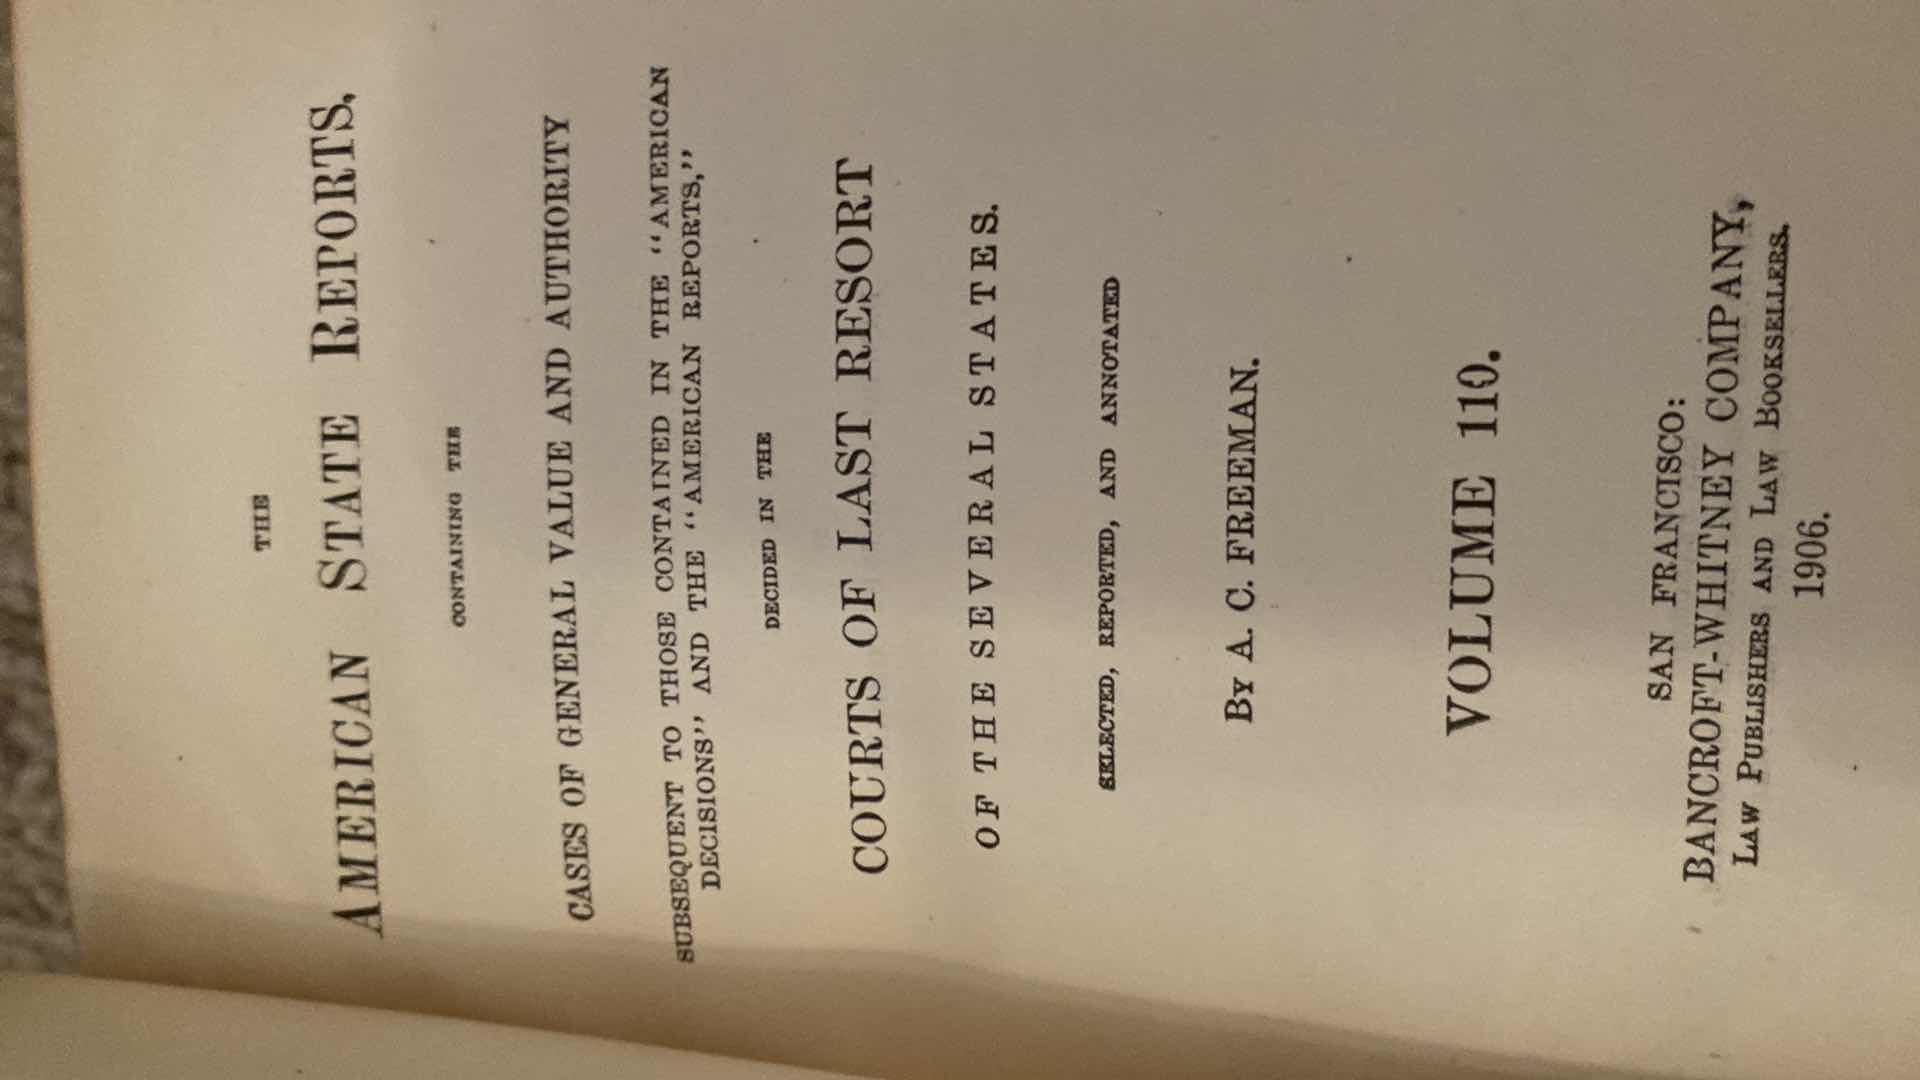 THE
AMERICAN STATE REPORTS,
CONTAINING THE
CASES OF GENERAL VALUE AND AUTHORITY
SUBSEQUENT TO THOSE CONTAINED IN THE "AMERICAN
DECISIONS" AND THE "AMERICAN REPORTS,"
DECIDED IN THE
COURTS OF LAST RESORT
OF THE SEVERAL STATES.
SELECTED, REPORTED, AND ANNOTATED
BY A. C. FREEMAN.
VOLUME 110.
SAN FRANCISCO:
BANCROFT-WHITNEY COMPANY,
LAW PUBLISHERS AND LAW BOOKSELLERS.
1906.